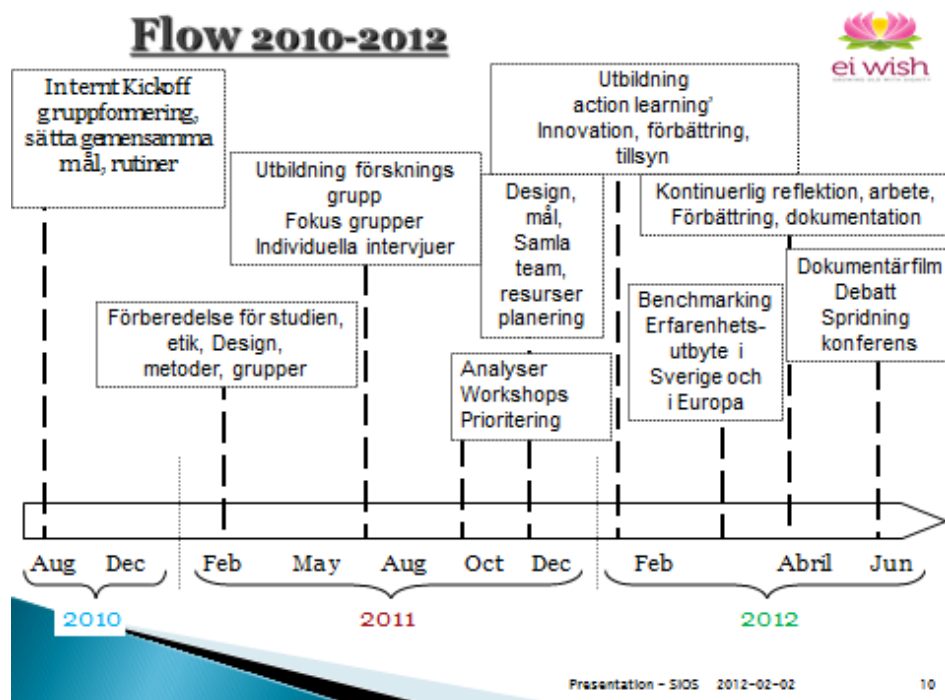 Flow 2010-2012
ei wish
Internt Kickoff
gruppformering,
sätta gemensamma
mål, rutiner
Utbildning försknings
grupp
Fokus grupper
Individuella intervjuer
Förberedelse för studien,
etik, Design,
metoder, grupper
Utbildning
action learning'
Innovation, förbättring,
tillsyn
Design,
mål,
Samla
team,
resurser
planering
Analyser
Workshops
Prioritering
Kontinuerlig reflektion, arbete,
Förbättring, dokumentation
Benchmarking
Erfarenhets-
utbyte i
Sverige och
i Europa
Dokumentärfilm
Debatt
Spridning
konferens
Aug Dec Feb May Aug Oct Dec Feb Abril Jun
2010 2011 2012
Presentation - SIOS 2012-02-02 10